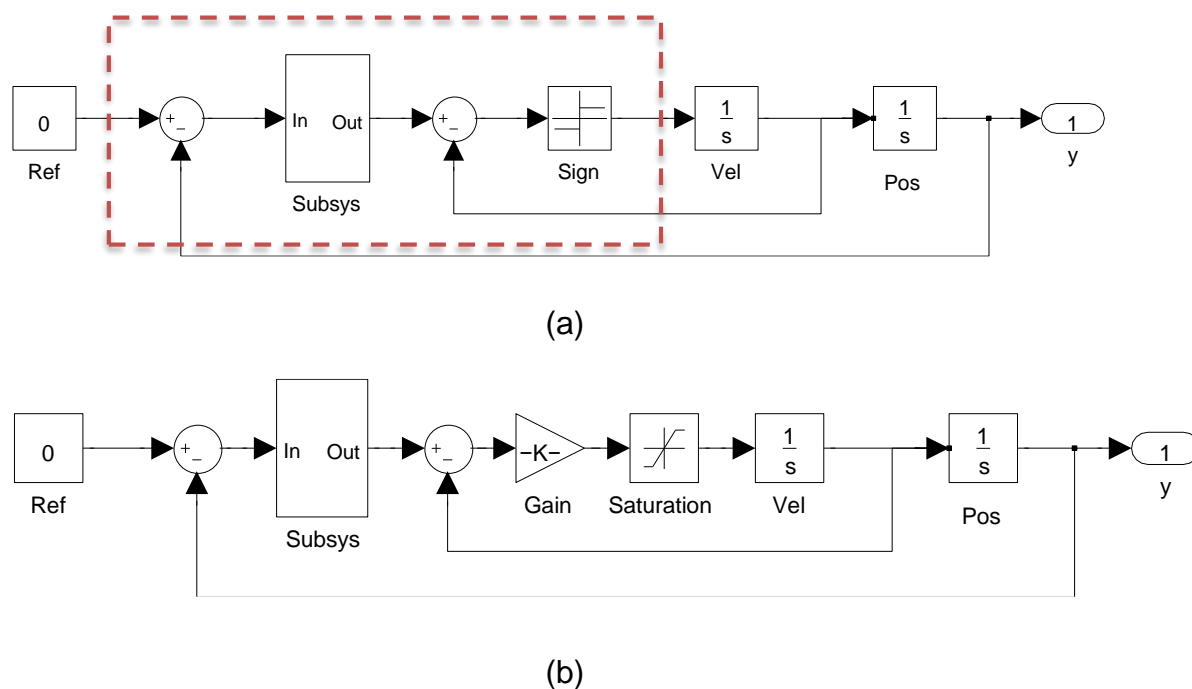 0
Ref
+
−
In
Out
Subsys
+
−
Sign
1
s
Vel
1
s
Pos
1
y
(a)
0
Ref
+
−
In
Out
Subsys
+
−
−K−
Gain
Saturation
1
s
Vel
1
s
Pos
1
y
(b)